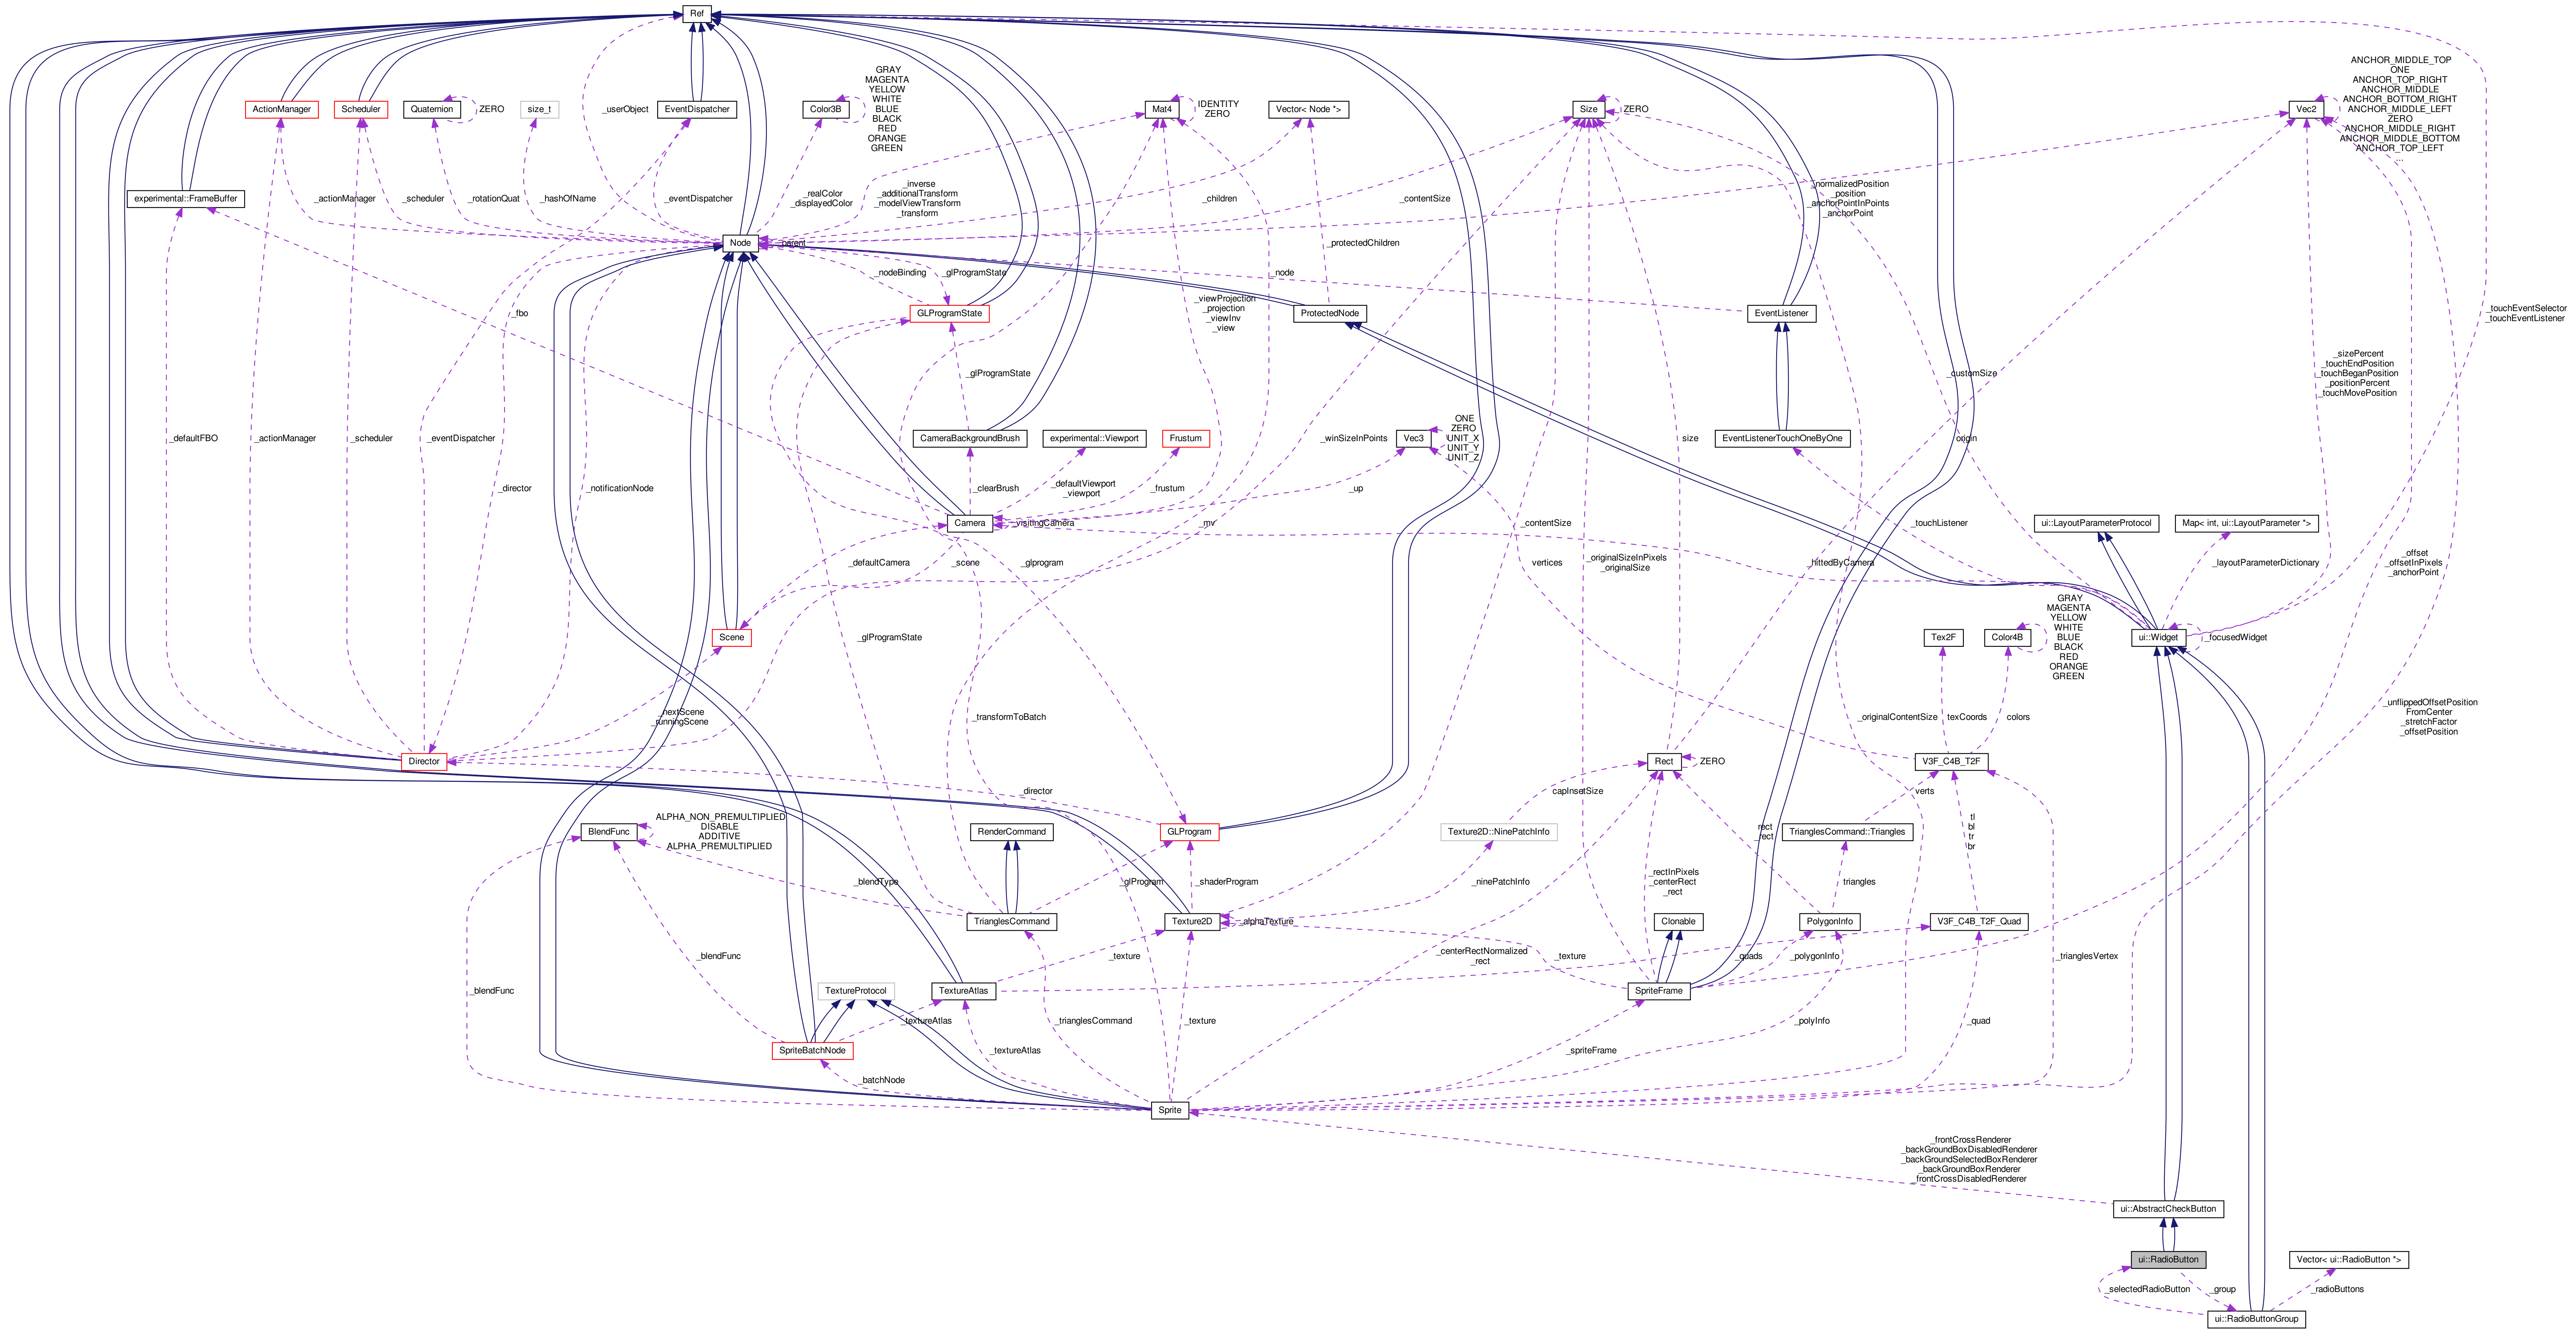 Ref
ActionManager
Scheduler
Quaternion
ZERO
size_t
_userObject
EventDispatcher
Color3B
GRAY
MAGENTA
YELLOW
WHITE
BLUE
BLACK
RED
ORANGE
GREEN
Mat4
IDENTITY
ZERO
Vector< Node *>
Size
ZERO
Vec2
ANCHOR_MIDDLE_TOP
ONE
ANCHOR_TOP_RIGHT
ANCHOR_MIDDLE
ANCHOR_BOTTOM_RIGHT
ANCHOR_MIDDLE_LEFT
ZERO
ANCHOR_MIDDLE_RIGHT
ANCHOR_MIDDLE_BOTTOM
ANCHOR_TOP_LEFT
...
experimental::FrameBuffer
_actionManager
_scheduler
_rotationQuat
_hashOfName
_eventDispatcher
_realColor
_displayedColor
_inverse
_additionalTransform
_modelViewTransform
_transform
_children
_contentSize
_normalizedPosition
_position
_anchorPointInPoints
_anchorPoint
Node
_parent
_protectedChildren
_nodeBinding
_glProgramState
_node
_fbo
GLProgramState
_viewProjection
_projection
_viewInv
_view
ProtectedNode
EventListener
_touchEventSelector
_touchEventListener
_glProgramState
_customSize
_sizePercent
_touchEndPosition
_touchBeganPosition
_positionPercent
_touchMovePosition
_defaultFBO
_actionManager
_scheduler
_eventDispatcher
CameraBackgroundBrush
experimental::Viewport
Frustum
_winSizeInPoints
Vec3
ONE
ZERO
UNIT_X
UNIT_Y
UNIT_Z
size
EventListenerTouchOneByOne
origin
_director
_notificationNode
_clearBrush
_defaultViewport
_viewport
_frustum
_up
Camera
_visitingCamera
_mv
_contentSize
_touchListener
ui::LayoutParameterProtocol
Map< int, ui::LayoutParameter *>
_defaultCamera
_scene
_glprogram
vertices
_originalSizeInPixels
_originalSize
_hittedByCamera
_layoutParameterDictionary
_offset
_offsetInPixels
_anchorPoint
Scene
_glProgramState
Tex2F
Color4B
GRAY
MAGENTA
YELLOW
WHITE
BLUE
BLACK
RED
ORANGE
GREEN
ui::Widget
_focusedWidget
_nextScene
_runningScene
_transformToBatch
_originalContentSize
texCoords
colors
_unflippedOffsetPosition
FromCenter
_stretchFactor
_offsetPosition
Director
Rect
ZERO
V3F_C4B_T2F
_director
capInsetSize
verts
BlendFunc
ALPHA_NON_PREMULTIPLIED
DISABLE
ADDITIVE
ALPHA_PREMULTIPLIED
RenderCommand
GLProgram
Texture2D::NinePatchInfo
rect
_rect
TrianglesCommand::Triangles
tl
bl
tr
br
_blendType
_glProgram
_shaderProgram
_ninePatchInfo
_rectInPixels
_centerRect
_rect
triangles
TrianglesCommand
Texture2D
_alphaTexture
Clonable
PolygonInfo
V3F_C4B_T2F_Quad
_blendFunc
_texture
_centerRectNormalized
_rect
_texture
_quads
_polygonInfo
_trianglesVertex
_blendFunc
TextureProtocol
TextureAtlas
SpriteFrame
_textureAtlas
_trianglesCommand
_texture
_polyInfo
_quad
SpriteBatchNode
_textureAtlas
_spriteFrame
_batchNode
Sprite
_frontCrossRenderer
_backGroundBoxDisabledRenderer
_backGroundSelectedBoxRenderer
_backGroundBoxRenderer
_frontCrossDisabledRenderer
ui::AbstractCheckButton
ui::RadioButton
Vector< ui::RadioButton *>
_selectedRadioButton
_group
_radioButtons
ui::RadioButtonGroup